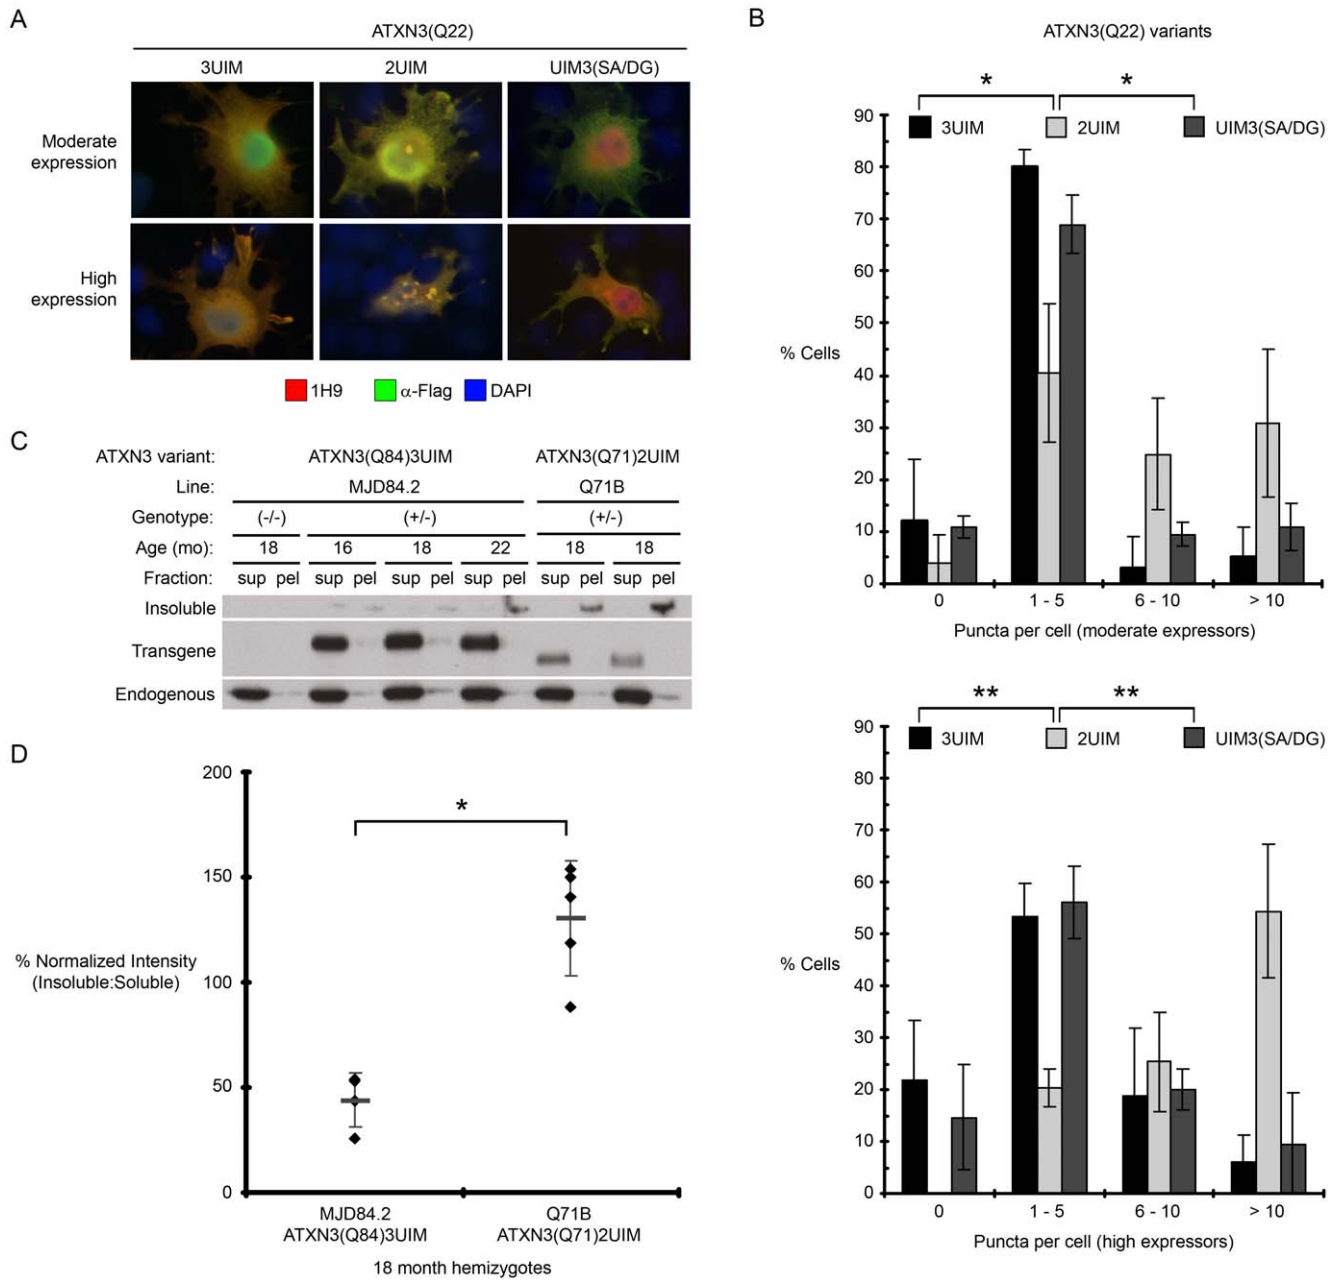 A
ATXN3(Q22)
3UIM 2UIM UIM3(SA/DG)
Moderate
expression
High
expression
1H9 α-Flag DAPI
B
ATXN3(Q22) variants
* *
3UIM 2UIM UIM3(SA/DG)
90
80
70
60
50
40
30
20
10
0
% Cells
0 1 - 5 6 - 10 > 10
Puncta per cell (moderate expressors)
** **
3UIM 2UIM UIM3(SA/DG)
90
80
70
60
50
40
30
20
10
0
% Cells
0 1 - 5 6 - 10 > 10
Puncta per cell (high expressors)
C
ATXN3 variant: ATXN3(Q84)3UIM ATXN3(Q71)2UIM
Line: MJD84.2 Q71B
Genotype: (-/-) (+/-) (+/-)
Age (mo): 18 16 18 22 18 18
Fraction: sup pel sup pel sup pel sup pel sup pel sup pel
Insoluble
Transgene
Endogenous
D
200
150
100
50
0
*
% Normalized Intensity
(Insoluble:Soluble)
MJD84.2 Q71B
ATXN3(Q84)3UIM ATXN3(Q71)2UIM
18 month hemizygotes